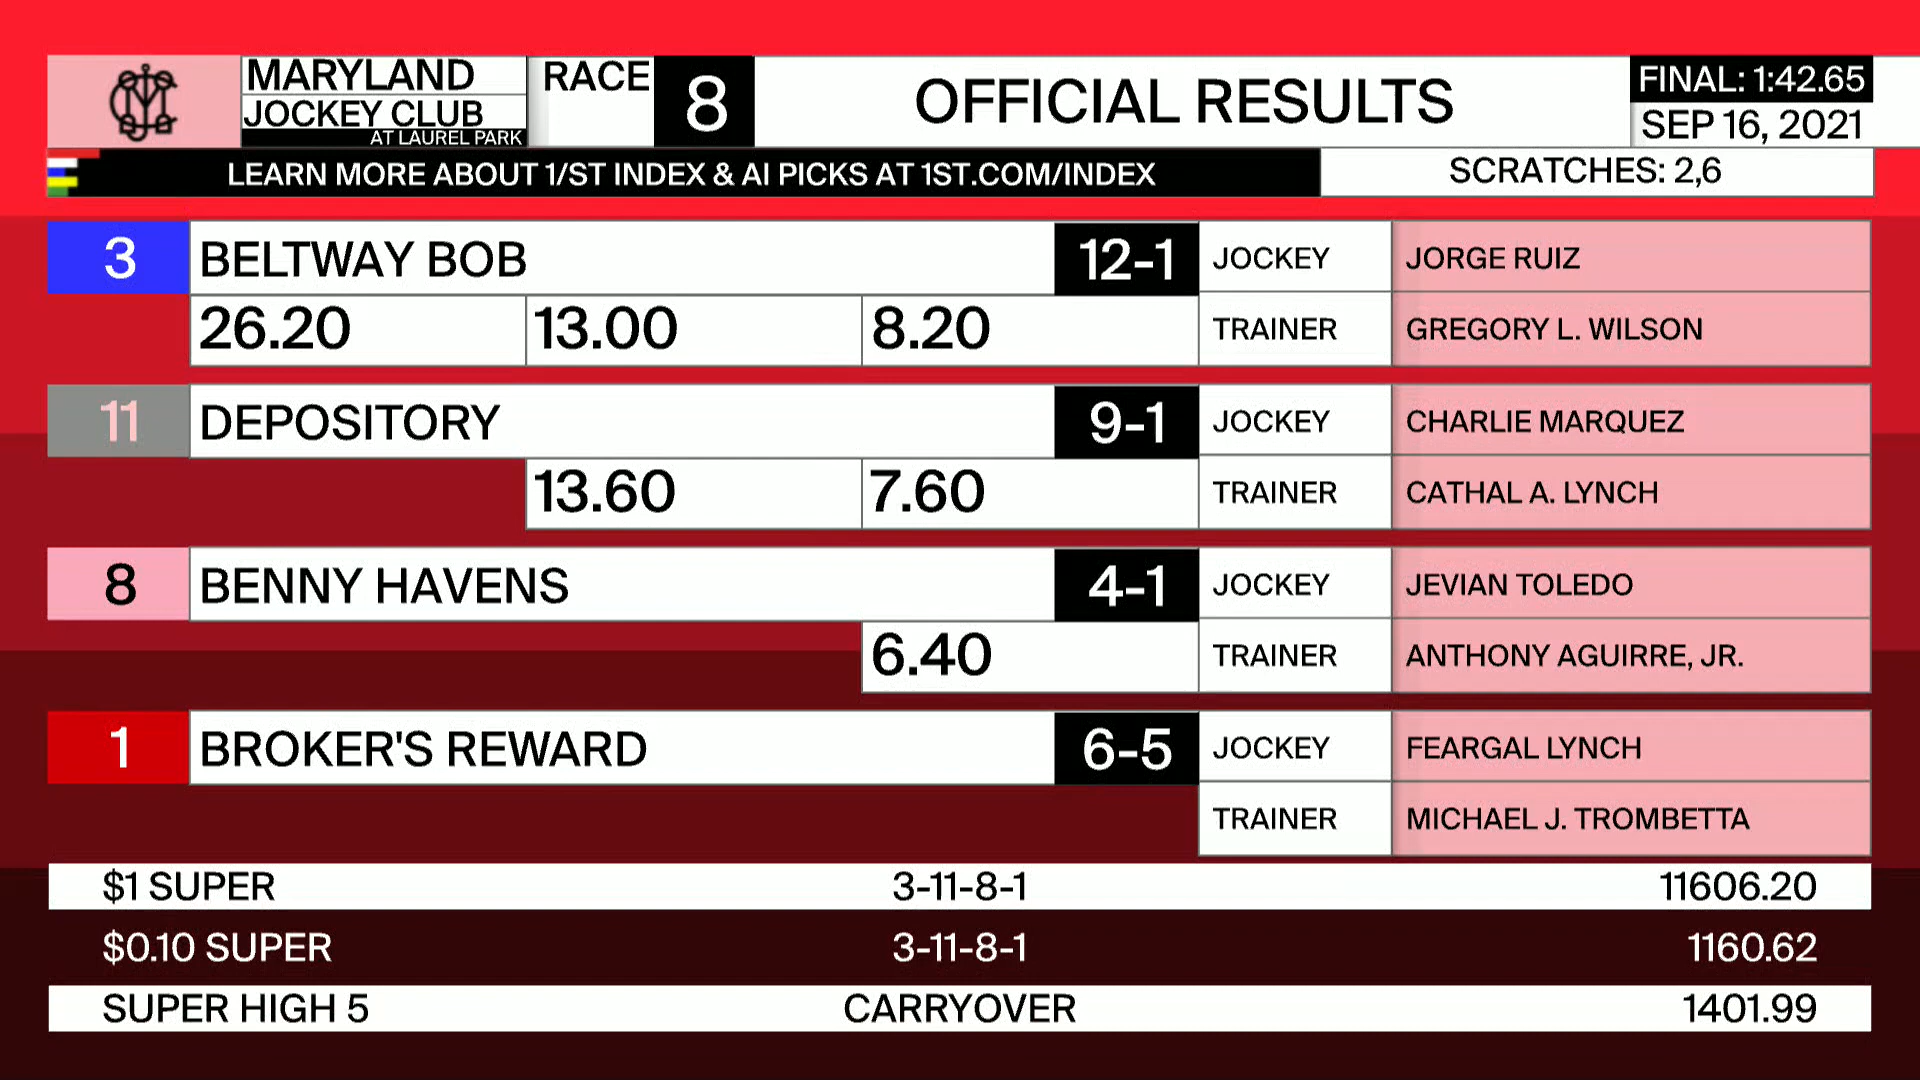 MARYLAND
JOCKEY CLUB
AT LAUREL PARK
RACE 8
OFFICIAL RESULTS
FINAL: 1:42.65
SEP 16, 2021
LEARN MORE ABOUT 1/ST INDEX & AI PICKS AT 1ST.COM/INDEX
SCRATCHES: 2,6
3 BELTWAY BOB 12-1 JOCKEY JORGE RUIZ
26.20 13.00 8.20 TRAINER GREGORY L. WILSON
11 DEPOSITORY 9-1 JOCKEY CHARLIE MARQUEZ
13.60 7.60 TRAINER CATHAL A. LYNCH
8 BENNY HAVENS 4-1 JOCKEY JEVIAN TOLEDO
6.40 TRAINER ANTHONY AGUIRRE, JR.
1 BROKER'S REWARD 6-5 JOCKEY FEARGAL LYNCH
TRAINER MICHAEL J. TROMBETTA
$1 SUPER 3-11-8-1 11606.20
$0.10 SUPER 3-11-8-1 1160.62
SUPER HIGH 5 CARRYOVER 1401.99